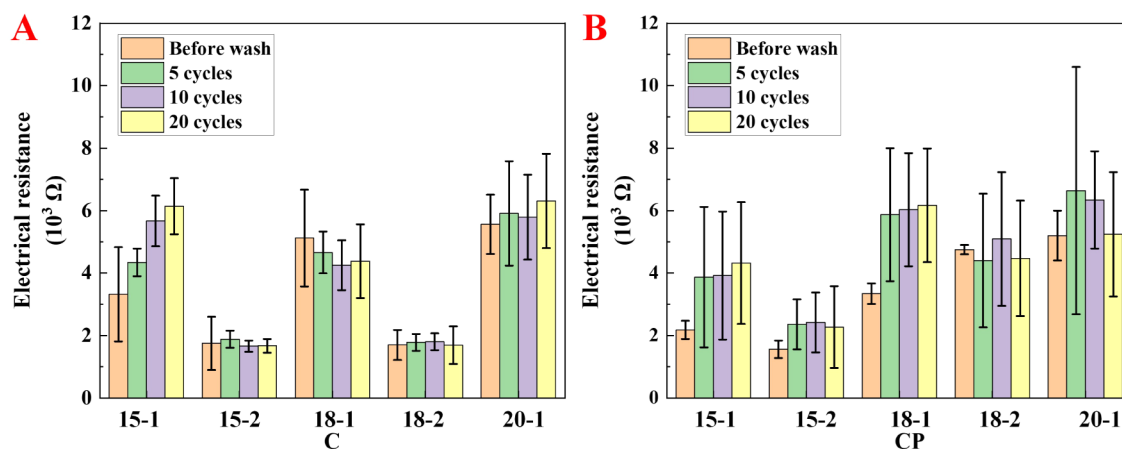 A
Electrical resistance
(10³ Ω)
12
10
8
6
4
2
0
Before wash
5 cycles
10 cycles
20 cycles
15-1
15-2
18-1
18-2
20-1
C
B
Electrical resistance
(10³ Ω)
12
10
8
6
4
2
0
Before wash
5 cycles
10 cycles
20 cycles
15-1
15-2
18-1
18-2
20-1
CP